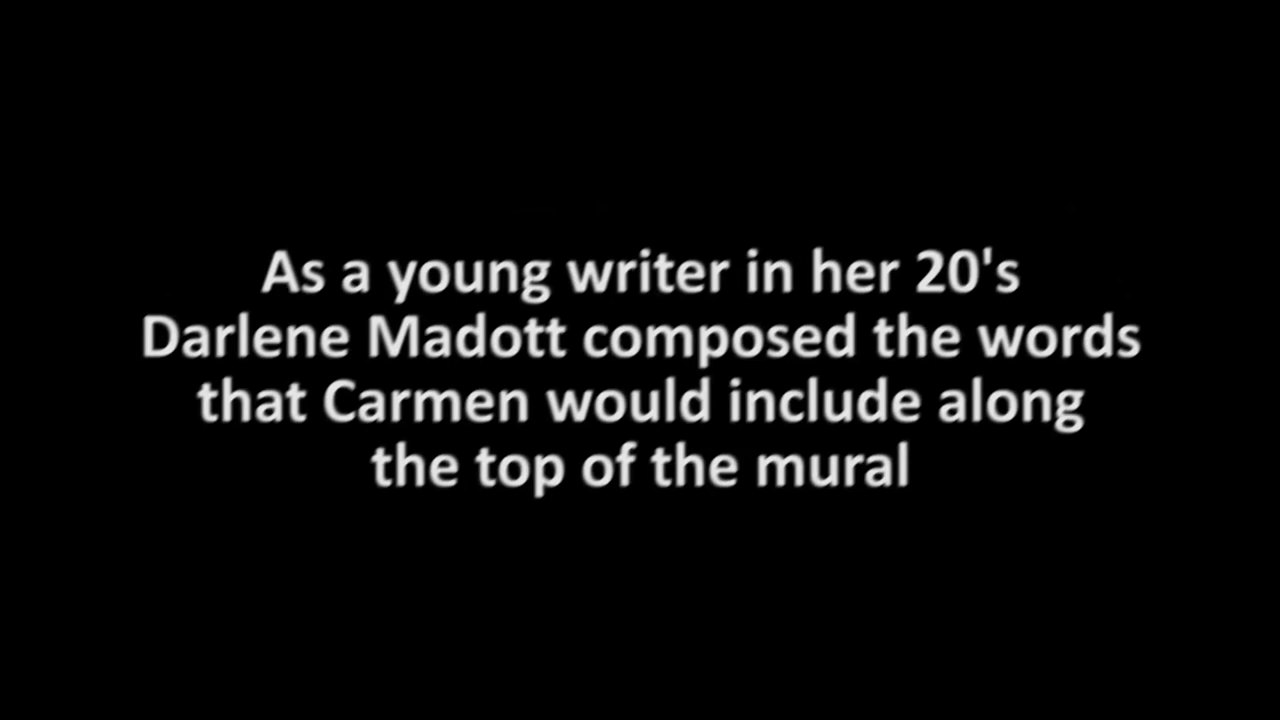 As a young writer in her 20's
Darlene Madott composed the words
that Carmen would include along
the top of the mural